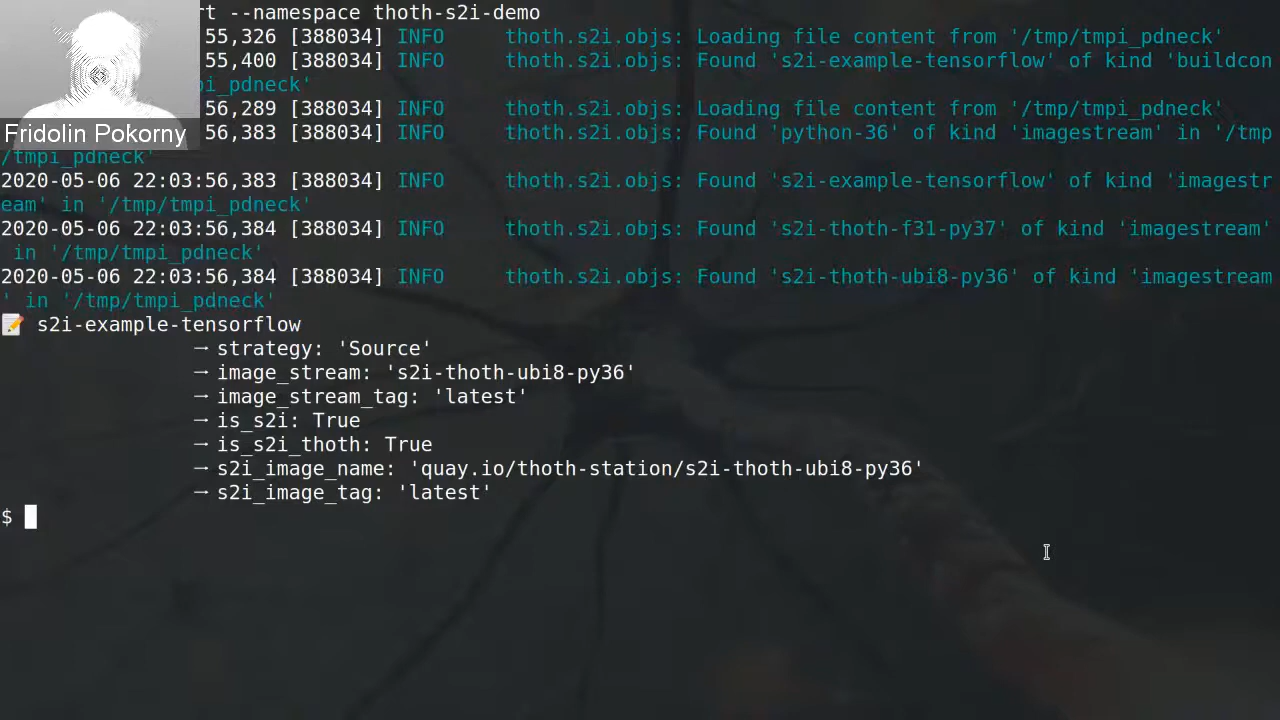 rt --namespace thoth-s2i-demo
55,326 [388034] INFO thoth.s2i.objs: Loading file content from '/tmp/tmpi_pdneck'
55,400 [388034] INFO thoth.s2i.objs: Found 's2i-example-tensorflow' of kind 'buildcon
pi_pdneck'
56,289 [388034] INFO thoth.s2i.objs: Loading file content from '/tmp/tmpi_pdneck'
Fridolin Pokorny
56,383 [388034] INFO thoth.s2i.objs: Found 'python-36' of kind 'imagestream' in '/tmp
/tmpi_pdneck'
2020-05-06 22:03:56,383 [388034] INFO thoth.s2i.objs: Found 's2i-example-tensorflow' of kind 'imagestr
eam' in '/tmp/tmpi_pdneck'
2020-05-06 22:03:56,384 [388034] INFO thoth.s2i.objs: Found 's2i-thoth-f31-py37' of kind 'imagestream'
in '/tmp/tmpi_pdneck'
2020-05-06 22:03:56,384 [388034] INFO thoth.s2i.objs: Found 's2i-thoth-ubi8-py36' of kind 'imagestream
' in '/tmp/tmpi_pdneck'
📝 s2i-example-tensorflow
→ strategy: 'Source'
→ image_stream: 's2i-thoth-ubi8-py36'
→ image_stream_tag: 'latest'
→ is_s2i: True
→ is_s2i_thoth: True
→ s2i_image_name: 'quay.io/thoth-station/s2i-thoth-ubi8-py36'
→ s2i_image_tag: 'latest'
$